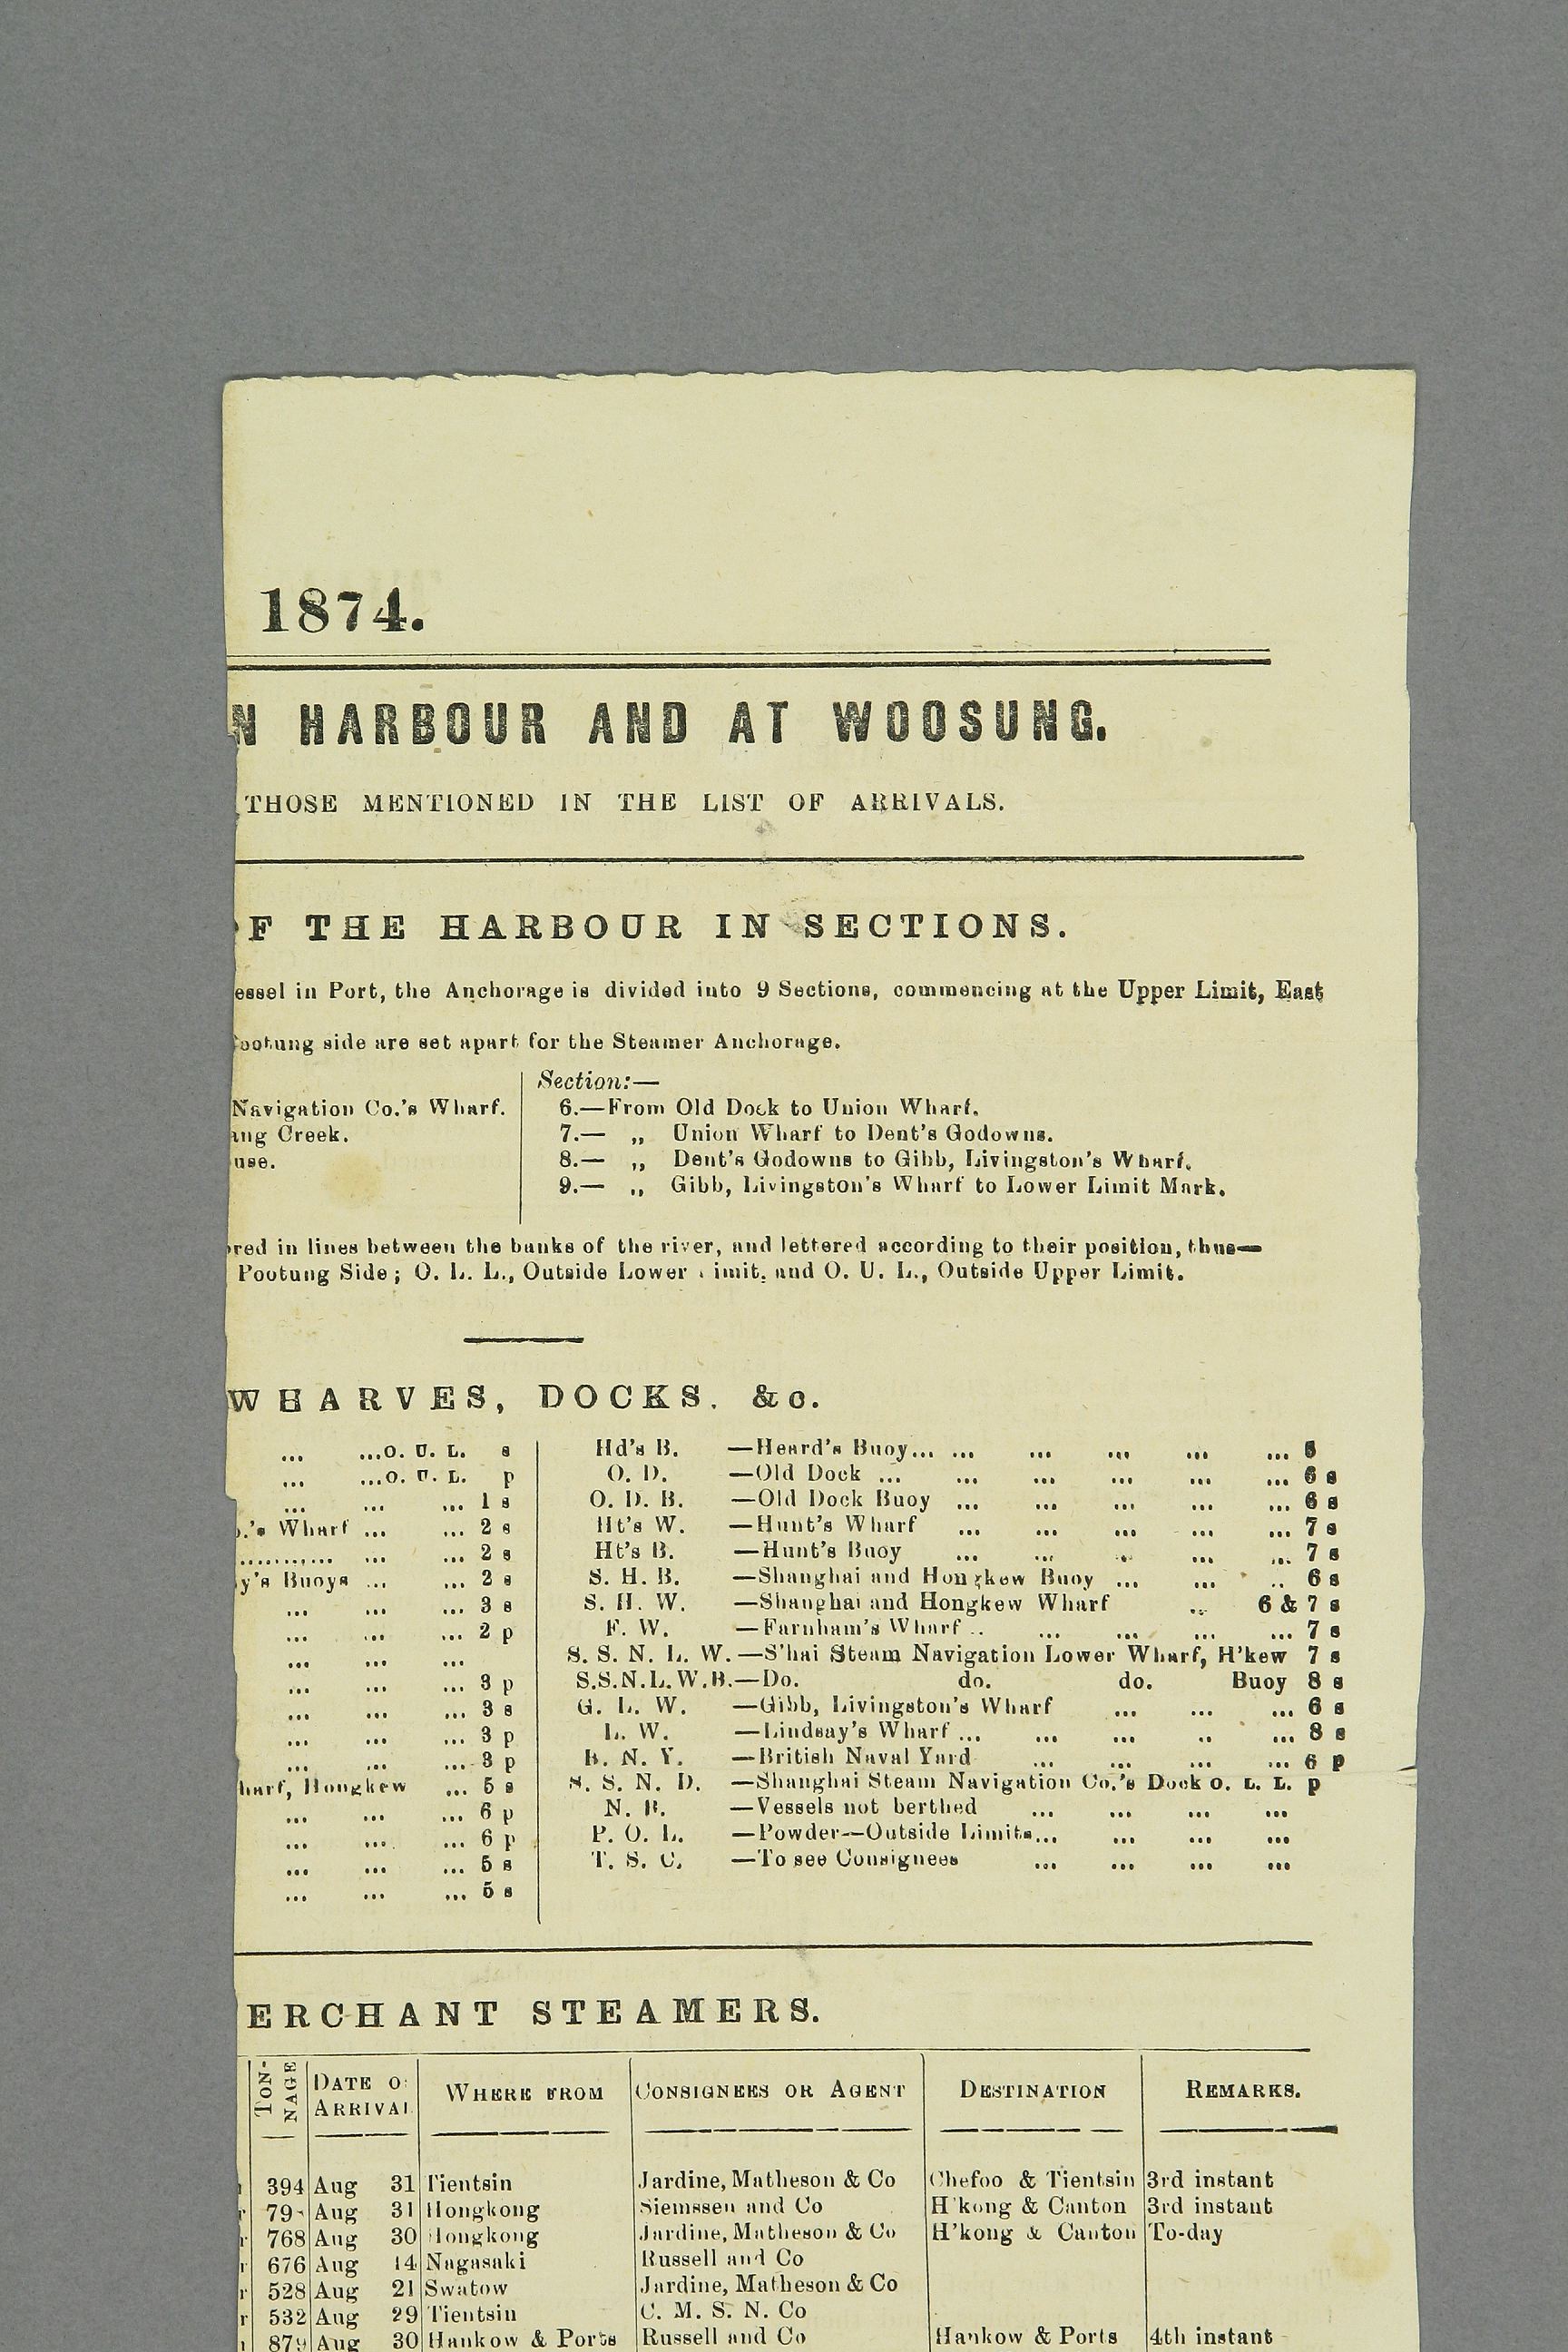 1874.
N HARBOUR AND AT WOOSUNG.
THOSE MENTIONED IN THE LIST OF ARRIVALS.
F THE HARBOUR IN SECTIONS.
essel in Port, the Anchorage is divided into 9 Sections, commencing at the Upper Limit, East
ootung side are set apart for the Steamer Anchorage.
Navigation Co.'s Wharf.
ang Creek.
use.
Section:—
6.—From Old Dock to Union Wharf.
7.— „ Union Wharf to Dent's Godowns.
8.— „ Dent's Godowns to Gibb, Livingston's Wharf.
9.— „ Gibb, Livingston's Wharf to Lower Limit Mark.
red in lines between the banks of the river, and lettered according to their position, thus—
Pootung Side; O. L. L., Outside Lower imit. and O. U. L., Outside Upper Limit.
WHARVES, DOCKS. &c.
... ...O. U. L. s
... ...O. U. L. p
... ... ... 1 s
o.'s Wharf ... ... 2 s
.......... ... ... 2 s
y's Buoys ... ... 2 s
... ... ... 3 s
... ... ... 2 p
... ... ...
... ... ... 3 p
... ... ... 3 s
... ... ... 3 p
... ... ... 3 p
harf, Hongkew ... 5 s
... ... ... 6 p
... ... ... 6 p
... ... ... 5 s
... ... ... 5 s
Hd's B. —Heard's Buoy... ... ... ... ... ...
O. D. —Old Dock ... ... ... ... ... ... 6 s
O. D. B. —Old Dock Buoy ... ... ... ... ... 6 s
Ht's W. —Hunt's Wharf ... ... ... ... ... 7 s
Ht's B. —Hunt's Buoy ... ... ... ... ... 7 s
S. H. B. —Shanghai and Hongkew Buoy ... ... .. 6 s
S. H. W. —Shanghai and Hongkew Wharf .. 6 & 7 s
F. W. —Farnham's Wharf .. ... ... ... ... 7 s
S. S. N. L. W.—S'hai Steam Navigation Lower Wharf, H'kew 7 s
S.S.N.L.W.B.—Do. do. do. Buoy 8 s
G. L. W. —Gibb, Livingston's Wharf ... ... ... 6 s
L. W. —Lindsay's Wharf ... ... ... .. ... 8 s
B. N. Y. —British Naval Yard ... ... ... ... 6 p
S. S. N. D. —Shanghai Steam Navigation Co.'s Dock O. L. L. p
N. B. —Vessels not berthed ... ... ... ...
P. O. L. —Powder—Outside Limits... ... ... ...
T. S. C. —To see Consignees ... ... ... ...
ERCHANT STEAMERS.
TON-NAGE DATE O ARRIVAL WHERE FROM CONSIGNEES OR AGENT DESTINATION REMARKS.
394 Aug 31 Tientsin Jardine, Matheson & Co Chefoo & Tientsin 3rd instant
79 Aug 31 Hongkong Siemssen and Co H'kong & Canton 3rd instant
768 Aug 30 Hongkong Jardine, Matheson & Co H'kong & Canton To-day
676 Aug 14 Nagasaki Russell and Co
528 Aug 21 Swatow Jardine, Matheson & Co
532 Aug 29 Tientsin C. M. S. N. Co
879 Aug 30 Hankow & Ports Russell and Co Hankow & Ports 4th instant